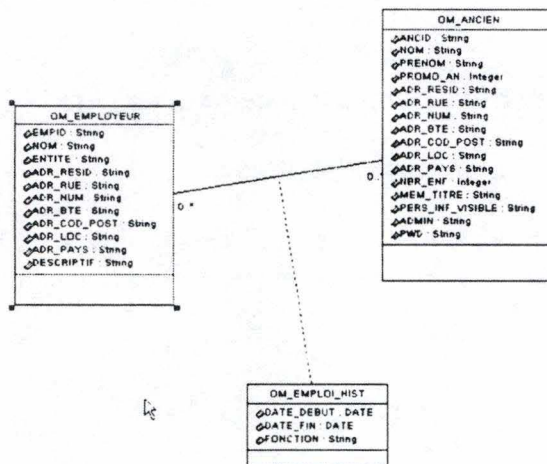 OM_ANCIEN
ANCID : String
NOM : String
PRENOM : String
PROMO_AN : Integer
ADR_RESID : String
ADR_RUE : String
ADR_NUM : String
ADR_BTE : String
ADR_COD_POST : String
ADR_LOC : String
ADR_PAYS : String
NBR_ENF : Integer
MEM_TITRE : String
PERS_INF_VISIBLE : String
ADMIN : String
PWD : String
OM_EMPLOYEUR
EMPID : String
NOM : String
ENTITE : String
ADR_RESID : String
ADR_RUE : String
ADR_NUM : String
ADR_BTE : String
ADR_COD_POST : String
ADR_LOC : String
ADR_PAYS : String
DESCRIPTIF : String
0..*
OM_EMPLOI_HIST
DATE_DEBUT : DATE
DATE_FIN : DATE
FONCTION : String